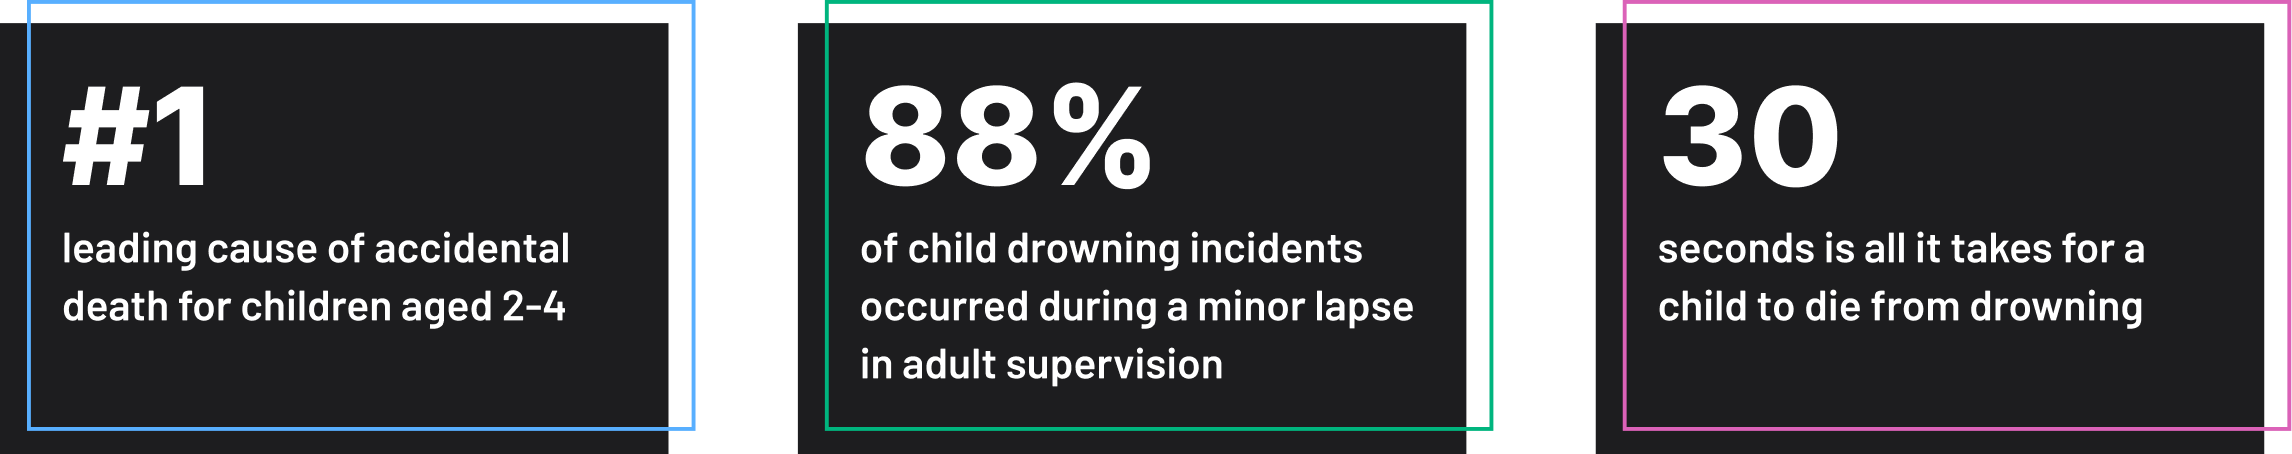 #1
leading cause of accidental
death for children aged 2-4
88%
of child drowning incidents
occurred during a minor lapse
in adult supervision
30
seconds is all it takes for a
child to die from drowning